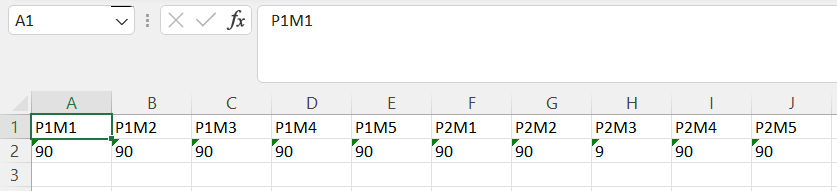 A1 fx P1M1
A B C D E F G H I J
1 P1M1 P1M2 P1M3 P1M4 P1M5 P2M1 P2M2 P2M3 P2M4 P2M5
2 90 90 90 90 90 90 90 9 90 90
3